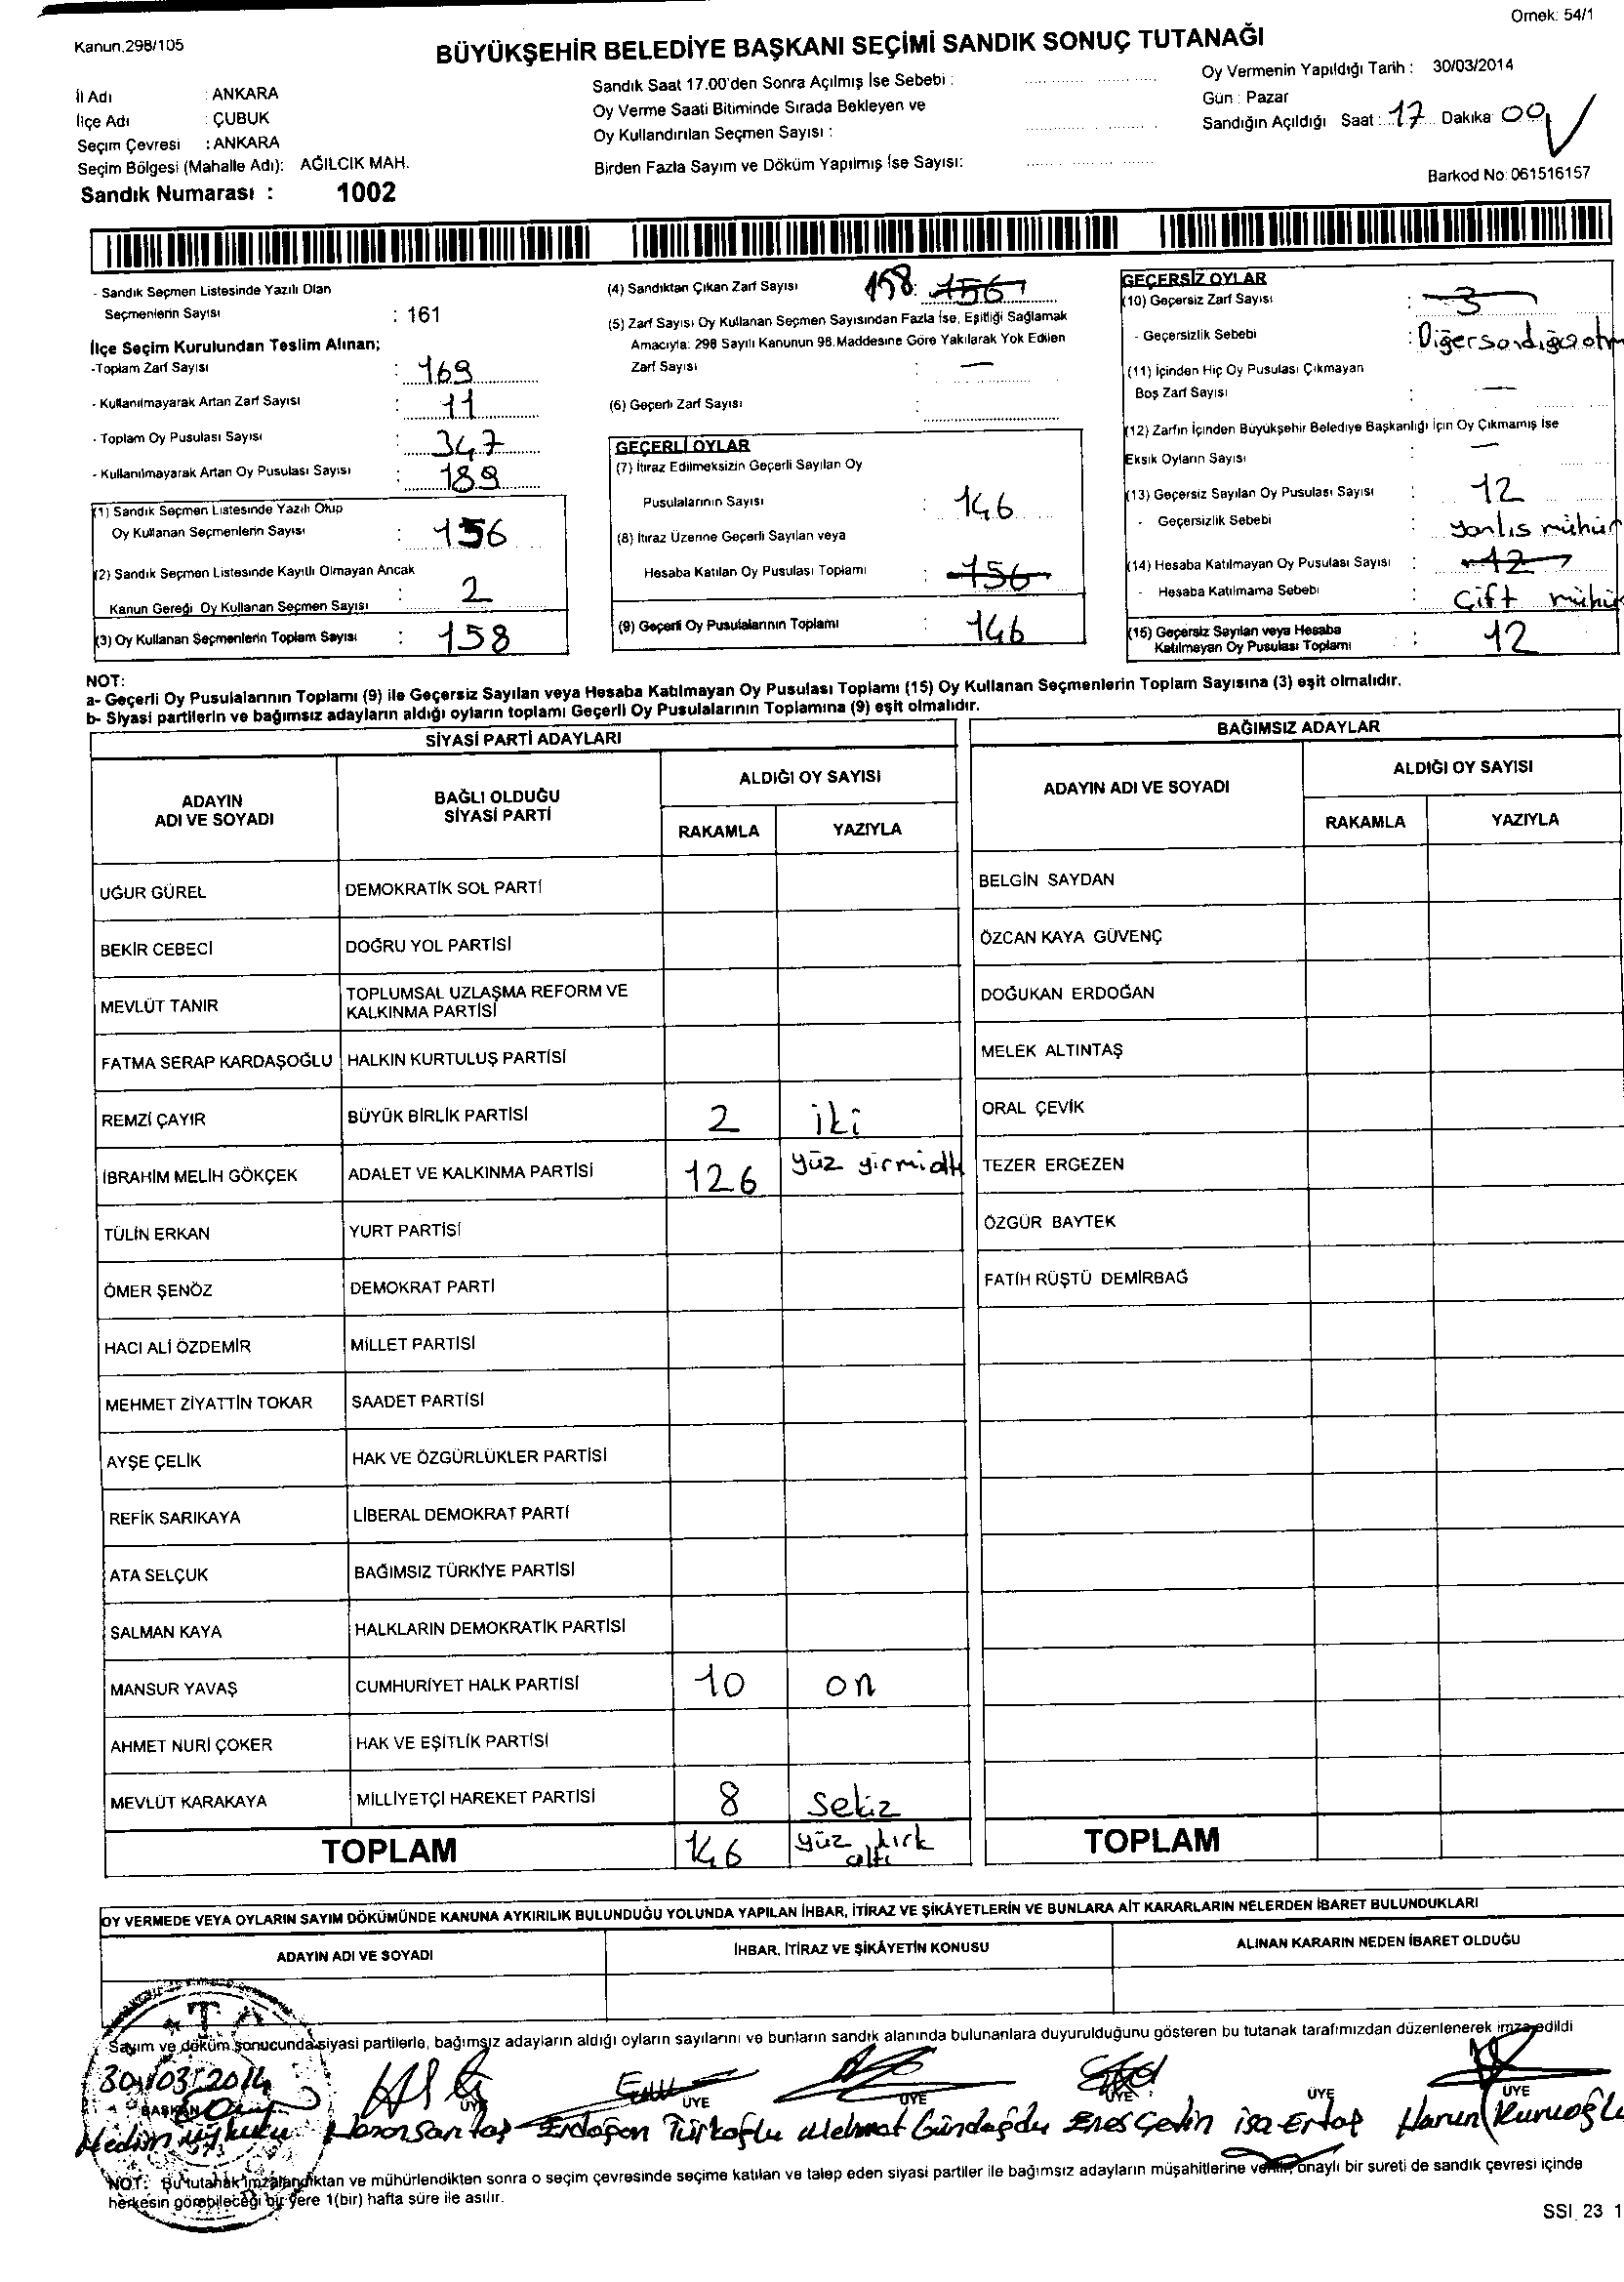 Örnek: 54/1
Kanun.298/105
BÜYÜKŞEHİR BELEDİYE BAŞKANI SEÇİMİ SANDIK SONUÇ TUTANAĞI
İl Adı : ANKARA
İlçe Adı : ÇUBUK
Seçim Çevresi : ANKARA
Seçim Bölgesi (Mahalle Adı): AĞILCIK MAH.
Sandık Numarası : 1002
Sandık Saat 17.00'den Sonra Açılmış İse Sebebi :
Oy Verme Saati Bitiminde Sırada Bekleyen ve
Oy Kullandırılan Seçmen Sayısı :
Birden Fazla Sayım ve Döküm Yapılmış İse Sayısı:
Oy Vermenin Yapıldığı Tarih : 30/03/2014
Gün : Pazar
Sandığın Açıldığı Saat : 17 Dakika 00
Barkod No: 061516157
- Sandık Seçmen Listesinde Yazılı Olan
Seçmenlerin Sayısı : 161
İlçe Seçim Kurulundan Teslim Alınan;
-Toplam Zarf Sayısı : 169
- Kullanılmayarak Artan Zarf Sayısı : 11
- Toplam Oy Pusulası Sayısı : 347
- Kullanılmayarak Artan Oy Pusulası Sayısı : 189
(1) Sandık Seçmen Listesinde Yazılı Olup
Oy Kullanan Seçmenlerin Sayısı : 156
(2) Sandık Seçmen Listesinde Kayıtlı Olmayan Ancak
Kanun Gereği Oy Kullanan Seçmen Sayısı : 2
(3) Oy Kullanan Seçmenlerin Toplam Sayısı : 158
(4) Sandıktan Çıkan Zarf Sayısı 158 : 156
(5) Zarf Sayısı Oy Kullanan Seçmen Sayısından Fazla İse, Eşitliği Sağlamak
Amacıyla: 298 Sayılı Kanunun 98.Maddesine Göre Yakılarak Yok Edilen
Zarf Sayısı : —
(6) Geçerli Zarf Sayısı :
GEÇERLİ OYLAR
(7) İtiraz Edilmeksizin Geçerli Sayılan Oy
Pusulalarının Sayısı : 146
(8) İtiraz Üzerine Geçerli Sayılan veya
Hesaba Katılan Oy Pusulası Toplamı : 156
(9) Geçerli Oy Pusulalarının Toplamı : 146
GEÇERSİZ OYLAR
(10) Geçersiz Zarf Sayısı : 3
- Geçersizlik Sebebi :
(11) İçinden Hiç Oy Pusulası Çıkmayan
Boş Zarf Sayısı : —
(12) Zarfın İçinden Büyükşehir Belediye Başkanlığı İçin Oy Çıkmamış İse
Eksik Oyların Sayısı : —
(13) Geçersiz Sayılan Oy Pusulası Sayısı : 12
- Geçersizlik Sebebi : yanlış mühür
(14) Hesaba Katılmayan Oy Pusulası Sayısı : 12
- Hesaba Katılmama Sebebi : Çift mühür
(15) Geçersiz Sayılan veya Hesaba
Katılmayan Oy Pusulası Toplamı : 12
NOT:
a- Geçerli Oy Pusulalarının Toplamı (9) ile Geçersiz Sayılan veya Hesaba Katılmayan Oy Pusulası Toplamı (15) Oy Kullanan Seçmenlerin Toplam Sayısına (3) eşit olmalıdır.
b- Siyasi partilerin ve bağımsız adayların aldığı oyların toplamı Geçerli Oy Pusulalarının Toplamına (9) eşit olmalıdır.
SİYASİ PARTİ ADAYLARI
ADAYIN ADI VE SOYADI
BAĞLI OLDUĞU SİYASİ PARTİ
ALDIĞI OY SAYISI
RAKAMLA YAZIYLA
UĞUR GÜREL DEMOKRATİK SOL PARTİ
BEKİR CEBECİ DOĞRU YOL PARTİSİ
MEVLÜT TANIR TOPLUMSAL UZLAŞMA REFORM VE
KALKINMA PARTİSİ
FATMA SERAP KARDAŞOĞLU HALKIN KURTULUŞ PARTİSİ
REMZİ ÇAYIR BÜYÜK BİRLİK PARTİSİ 2 iki
İBRAHİM MELİH GÖKÇEK ADALET VE KALKINMA PARTİSİ 126 yüz yirmi altı
TÜLİN ERKAN YURT PARTİSİ
ÖMER ŞENÖZ DEMOKRAT PARTİ
HACI ALİ ÖZDEMİR MİLLET PARTİSİ
MEHMET ZİYATTİN TOKAR SAADET PARTİSİ
AYŞE ÇELİK HAK VE ÖZGÜRLÜKLER PARTİSİ
REFİK SARIKAYA LİBERAL DEMOKRAT PARTİ
ATA SELÇUK BAĞIMSIZ TÜRKİYE PARTİSİ
SALMAN KAYA HALKLARIN DEMOKRATİK PARTİSİ
MANSUR YAVAŞ CUMHURİYET HALK PARTİSİ 10 on
AHMET NURİ ÇOKER HAK VE EŞİTLİK PARTİSİ
MEVLÜT KARAKAYA MİLLİYETÇİ HAREKET PARTİSİ 8 Sekiz
TOPLAM 146 yüz kırk altı
BAĞIMSIZ ADAYLAR
ADAYIN ADI VE SOYADI
ALDIĞI OY SAYISI
RAKAMLA YAZIYLA
BELGİN SAYDAN
ÖZCAN KAYA GÜVENÇ
DOĞUKAN ERDOĞAN
MELEK ALTINTAŞ
ORAL ÇEVİK
TEZER ERGEZEN
ÖZGÜR BAYTEK
FATİH RÜŞTÜ DEMİRBAĞ
TOPLAM
OY VERMEDE VEYA OYLARIN SAYIM DÖKÜMÜNDE KANUNA AYKIRILIK BULUNDUĞU YOLUNDA YAPILAN İHBAR, İTİRAZ VE ŞİKÂYETLERİN VE BUNLARA AİT KARARLARIN NELERDEN İBARET BULUNDUKLARI
ADAYIN ADI VE SOYADI İHBAR, İTİRAZ VE ŞİKÂYETİN KONUSU ALINAN KARARIN NEDEN İBARET OLDUĞU
Sayım ve döküm sonucunda siyasi partilerle, bağımsız adayların aldığı oyların sayılarını ve bunların sandık alanında bulunanlara duyurulduğunu gösteren bu tutanak tarafımızdan düzenlenerek imza edildi
30/03/2014
BAŞKAN ÜYE ÜYE ÜYE ÜYE ÜYE ÜYE
Nedim Hasan Sarıtaş Erdoğan Türkoğlu Mehmet Gündoğdu Enes Çetin İsa Ertaş Harun Kuruoğlu
NOT: Bu tutanak imzalandıktan ve mühürlendikten sonra o seçim çevresinde seçime katılan ve talep eden siyasi partiler ile bağımsız adayların müşahitlerine verilir, onaylı bir sureti de sandık çevresi içinde
herkesin görebileceği bir yere 1(bir) hafta süre ile asılır.
SSI 23 1